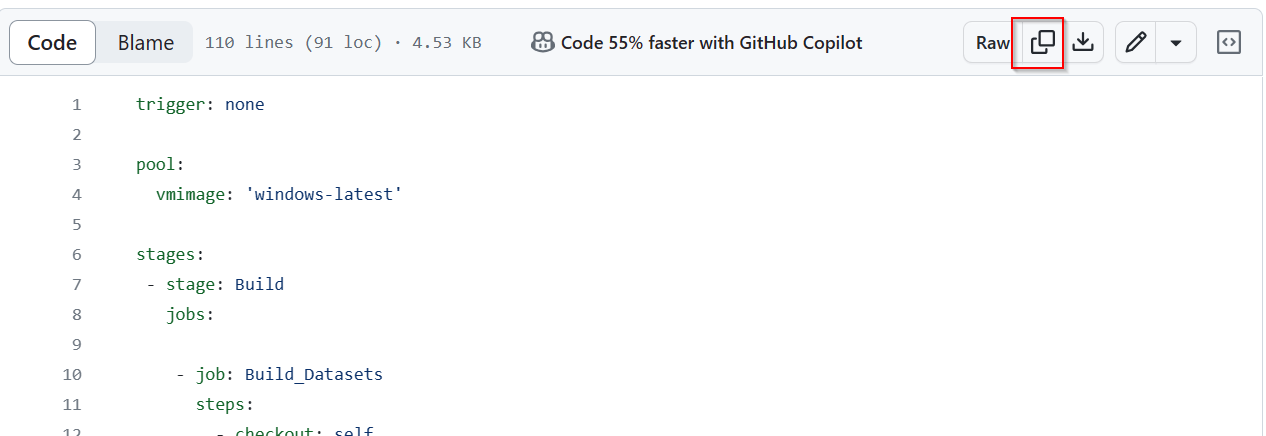 Code Blame 110 lines (91 loc) · 4.53 KB Code 55% faster with GitHub Copilot Raw
1 trigger: none
2
3 pool:
4 vmimage: 'windows-latest'
5
6 stages:
7 - stage: Build
8 jobs:
9
10 - job: Build_Datasets
11 steps:
12 - checkout: self